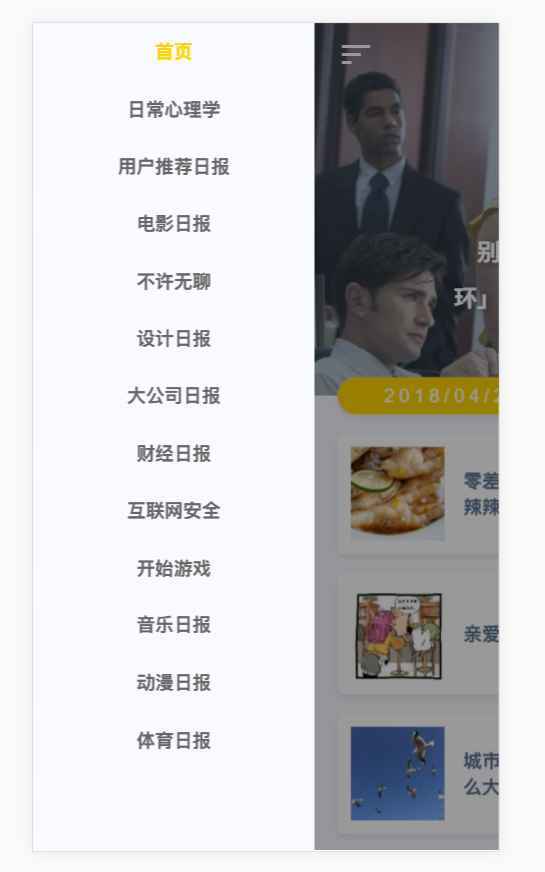 首页
日常心理学
用户推荐日报
电影日报
不许无聊
设计日报
大公司日报
财经日报
互联网安全
开始游戏
音乐日报
动漫日报
体育日报
别
环」
2018/04/2
零差
辣辣
亲爱
城市
么大